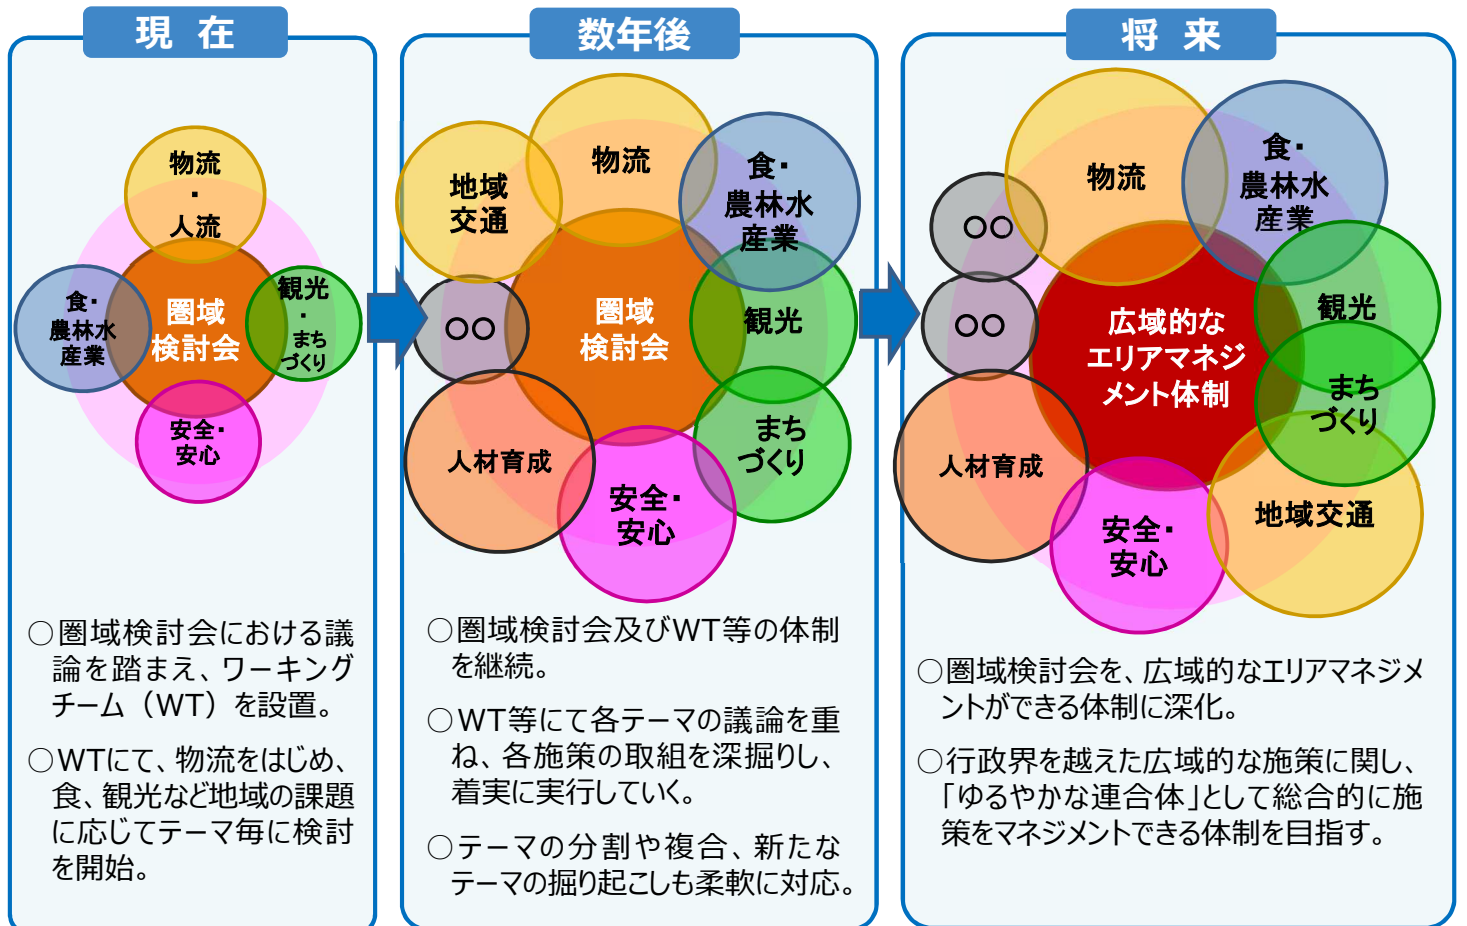 現 在
物流
・
人流
食・
農林水
産業
圏域
検討会
観光
・
まち
づくり
安全・
安心
○圏域検討会における議
論を踏まえ、ワーキング
チーム（WT）を設置。
○WTにて、物流をはじめ、
食、観光など地域の課題
に応じてテーマ毎に検討
を開始。
数年後
物流
地域
交通
食・
農林水
産業
○○
圏域
検討会
観光
人材育成
まち
づくり
安全・
安心
○圏域検討会及びWT等の体制
を継続。
○WT等にて各テーマの議論を重
ね、各施策の取組を深掘りし、
着実に実行していく。
○テーマの分割や複合、新たな
テーマの掘り起こしも柔軟に対応。
将 来
物流
食・
農林水
産業
○○
○○
広域的な
エリアマネジ
メント体制
観光
まち
づくり
人材育成
安全・
安心
地域交通
○圏域検討会を、広域的なエリアマネジメ
ントができる体制に深化。
○行政界を越えた広域的な施策に関し、
「ゆるやかな連合体」として総合的に施
策をマネジメントできる体制を目指す。